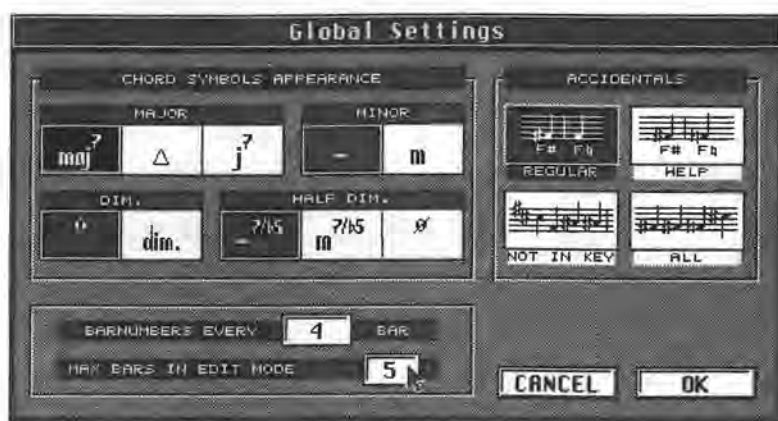 Global Settings
CHORD SYMBOLS APPEARANCE
MAJOR
MINOR
maj7
△
j7
–
m
DIM.
HALF DIM.
o
dim.
–7/b5
m7/b5
ø
ACCIDENTALS
F# F♮
F# F♮
REGULAR
HELP
NOT IN KEY
ALL
BARNUMBERS EVERY 4 BAR
MAX BARS IN EDIT MODE 5
CANCEL
OK